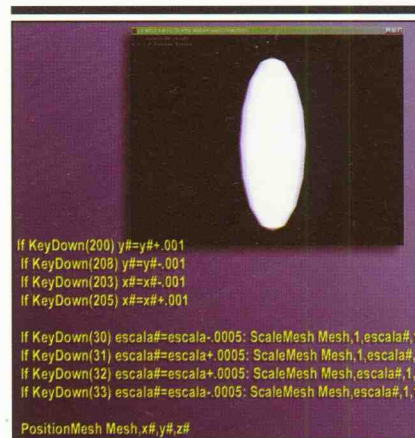 If KeyDown(200) y#=y#+.001
If KeyDown(208) y#=y#-.001
If KeyDown(203) x#=x#-.001
If KeyDown(205) x#=x#+.001
If KeyDown(30) escala#=escala-.0005: ScaleMesh Mesh,1,escala#,
If KeyDown(31) escala#=escala+.0005: ScaleMesh Mesh,1,escala#,
If KeyDown(32) escala#=escala+.0005: ScaleMesh Mesh,escala#,1,
If KeyDown(33) escala#=escala-.0005: ScaleMesh Mesh,escala#,1,
PositionMesh Mesh,x#,y#,z#